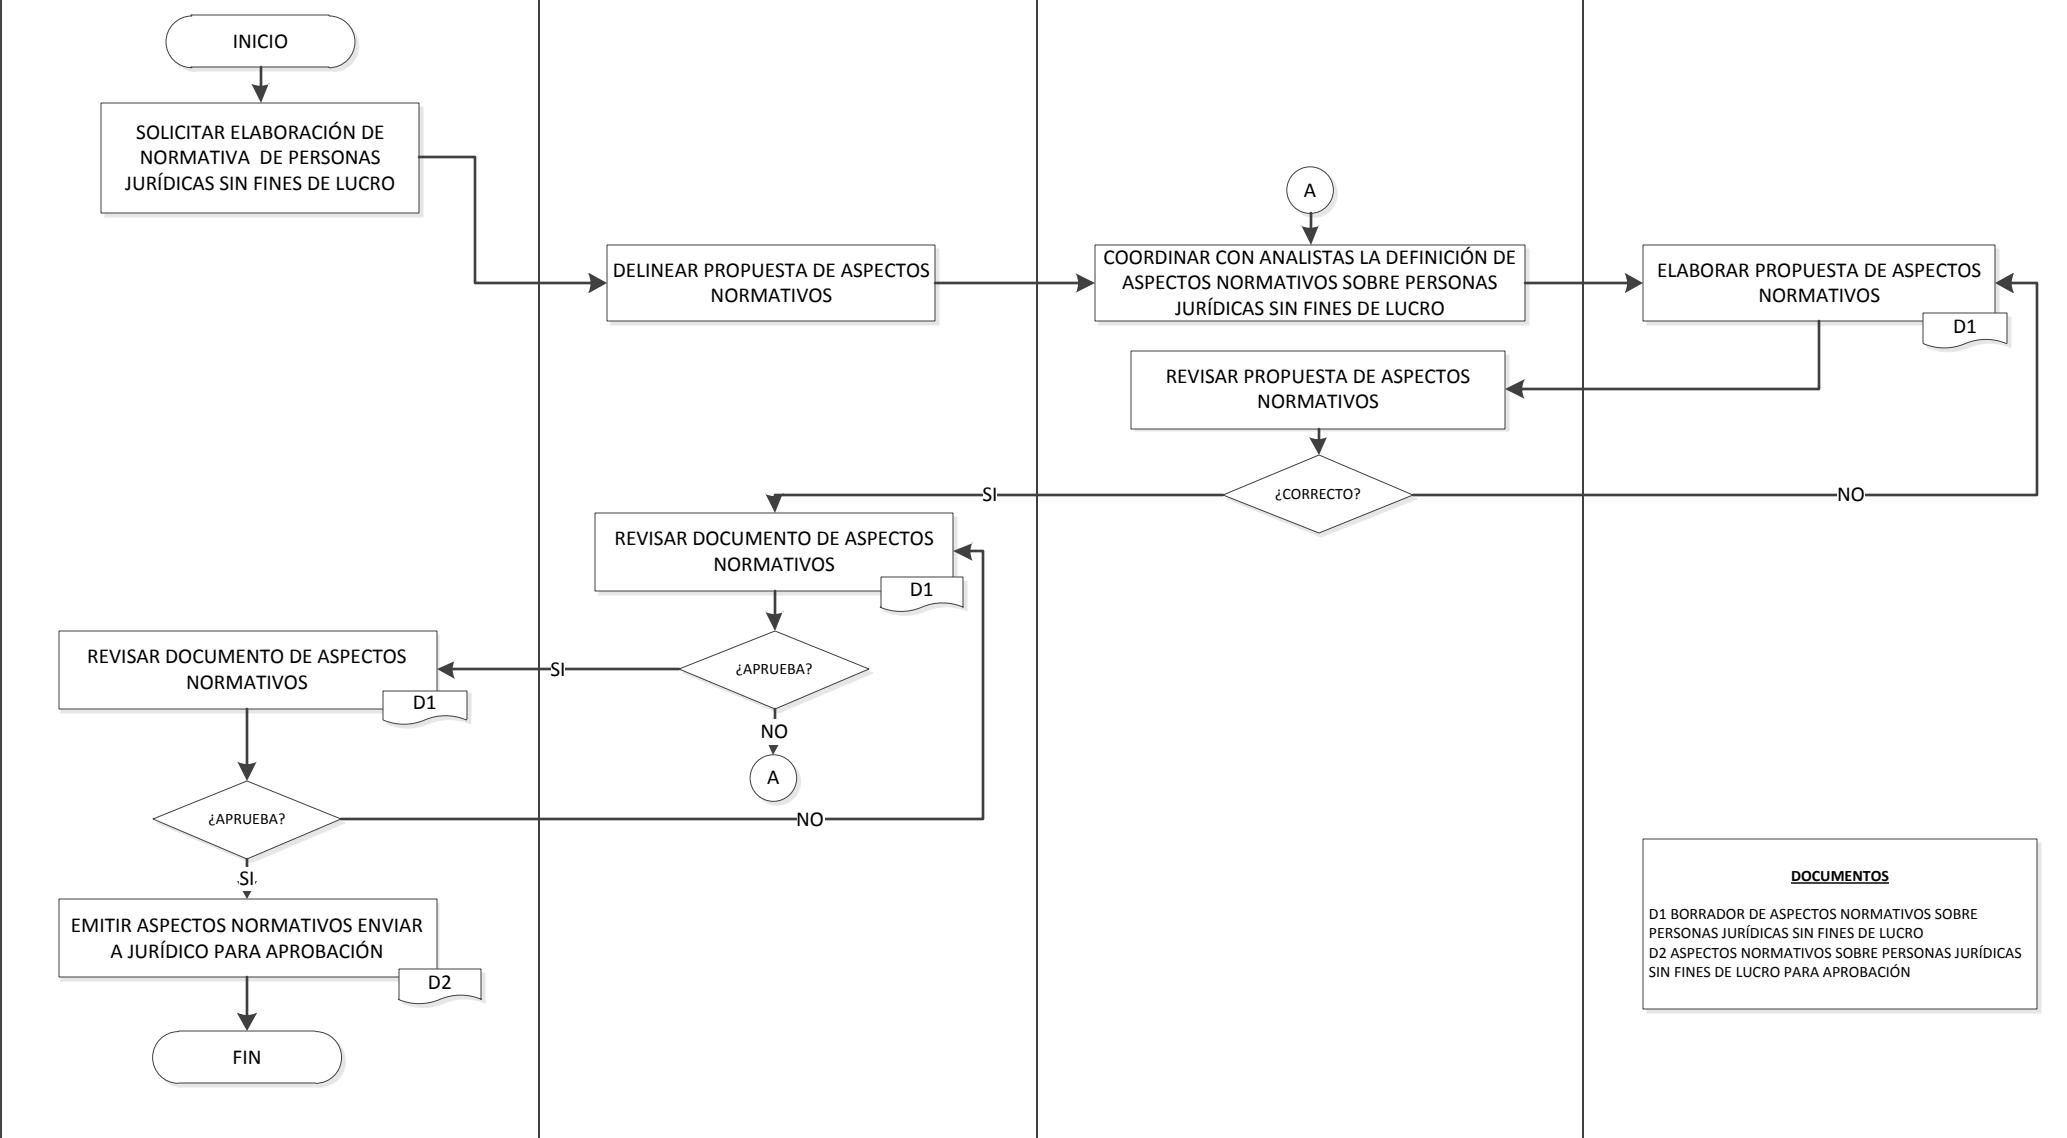 INICIO
SOLICITAR ELABORACIÓN DE
NORMATIVA DE PERSONAS
JURÍDICAS SIN FINES DE LUCRO
A
DELINEAR PROPUESTA DE ASPECTOS
NORMATIVOS
COORDINAR CON ANALISTAS LA DEFINICIÓN DE
ASPECTOS NORMATIVOS SOBRE PERSONAS
JURÍDICAS SIN FINES DE LUCRO
ELABORAR PROPUESTA DE ASPECTOS
NORMATIVOS
D1
REVISAR PROPUESTA DE ASPECTOS
NORMATIVOS
¿CORRECTO?
SI
NO
REVISAR DOCUMENTO DE ASPECTOS
NORMATIVOS
D1
¿APRUEBA?
SI
NO
A
REVISAR DOCUMENTO DE ASPECTOS
NORMATIVOS
D1
¿APRUEBA?
NO
SI
EMITIR ASPECTOS NORMATIVOS ENVIAR
A JURÍDICO PARA APROBACIÓN
D2
FIN
DOCUMENTOS
D1 BORRADOR DE ASPECTOS NORMATIVOS SOBRE
PERSONAS JURÍDICAS SIN FINES DE LUCRO
D2 ASPECTOS NORMATIVOS SOBRE PERSONAS JURÍDICAS
SIN FINES DE LUCRO PARA APROBACIÓN